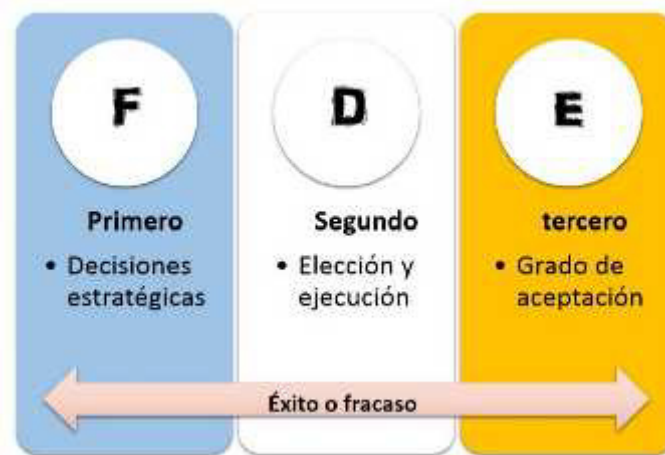 F
Primero
• Decisiones
estratégicas
D
Segundo
• Elección y
ejecución
E
tercero
• Grado de
aceptación
Éxito o fracaso